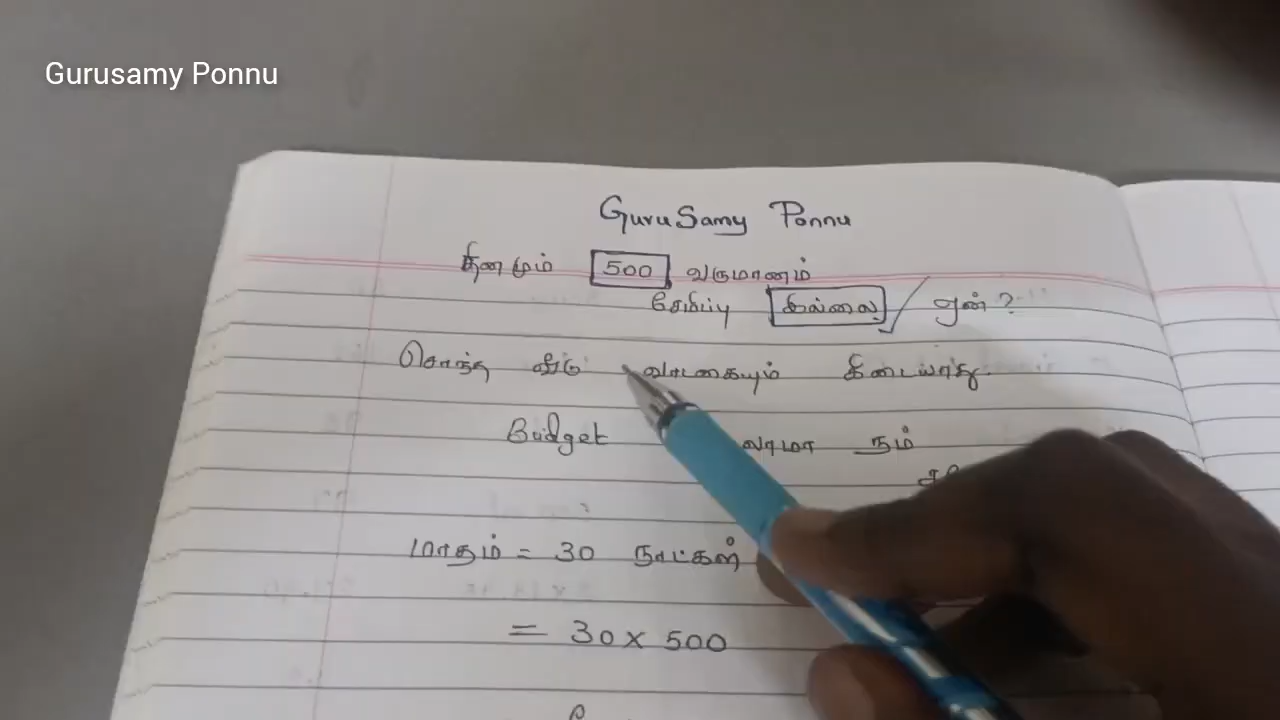 Gurusamy Ponnu
GuruSamy Ponnu
தினமும் 500 வருமானம்
சேமிப்பு இல்லை ஏன் ?
சொந்த வீடு வாடகையும் கிடையாது.
Budget லாமா நம்
மாதம் = 30 நாட்கள்
= 30 x 500